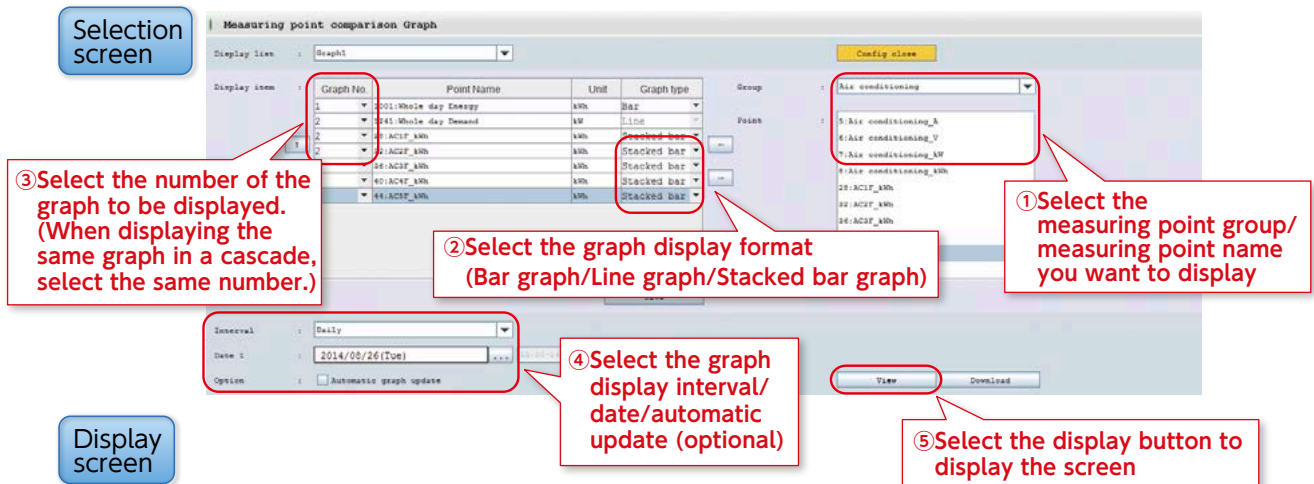 Selection
screen
Measuring point comparison Graph
Display item : Graph1
Config close
Display item :
Graph No. Point Name Unit Graph type
1 1001:Whole day Energy kWh Bar
2 1241:Whole day Demand kW Line
2 28:AC1F_kWh kWh Stacked bar
2 32:AC2F_kWh kWh Stacked bar
36:AC3F_kWh kWh Stacked bar
40:AC4F_kWh kWh Stacked bar
44:AC5F_kWh kWh Stacked bar
Group : Air conditioning
Point :
5:Air conditioning_A
6:Air conditioning_V
7:Air conditioning_kW
8:Air conditioning_kWh
28:AC1F_kWh
32:AC2F_kWh
36:AC3F_kWh
③Select the number of the
graph to be displayed.
(When displaying the
same graph in a cascade,
select the same number.)
②Select the graph display format
(Bar graph/Line graph/Stacked bar graph)
①Select the
measuring point group/
measuring point name
you want to display
Interval : Daily
Date 1 : 2014/08/26(Tue) ...
Option : Automatic graph update
④Select the graph
display interval/
date/automatic
update (optional)
View Download
⑤Select the display button to
display the screen
Display
screen